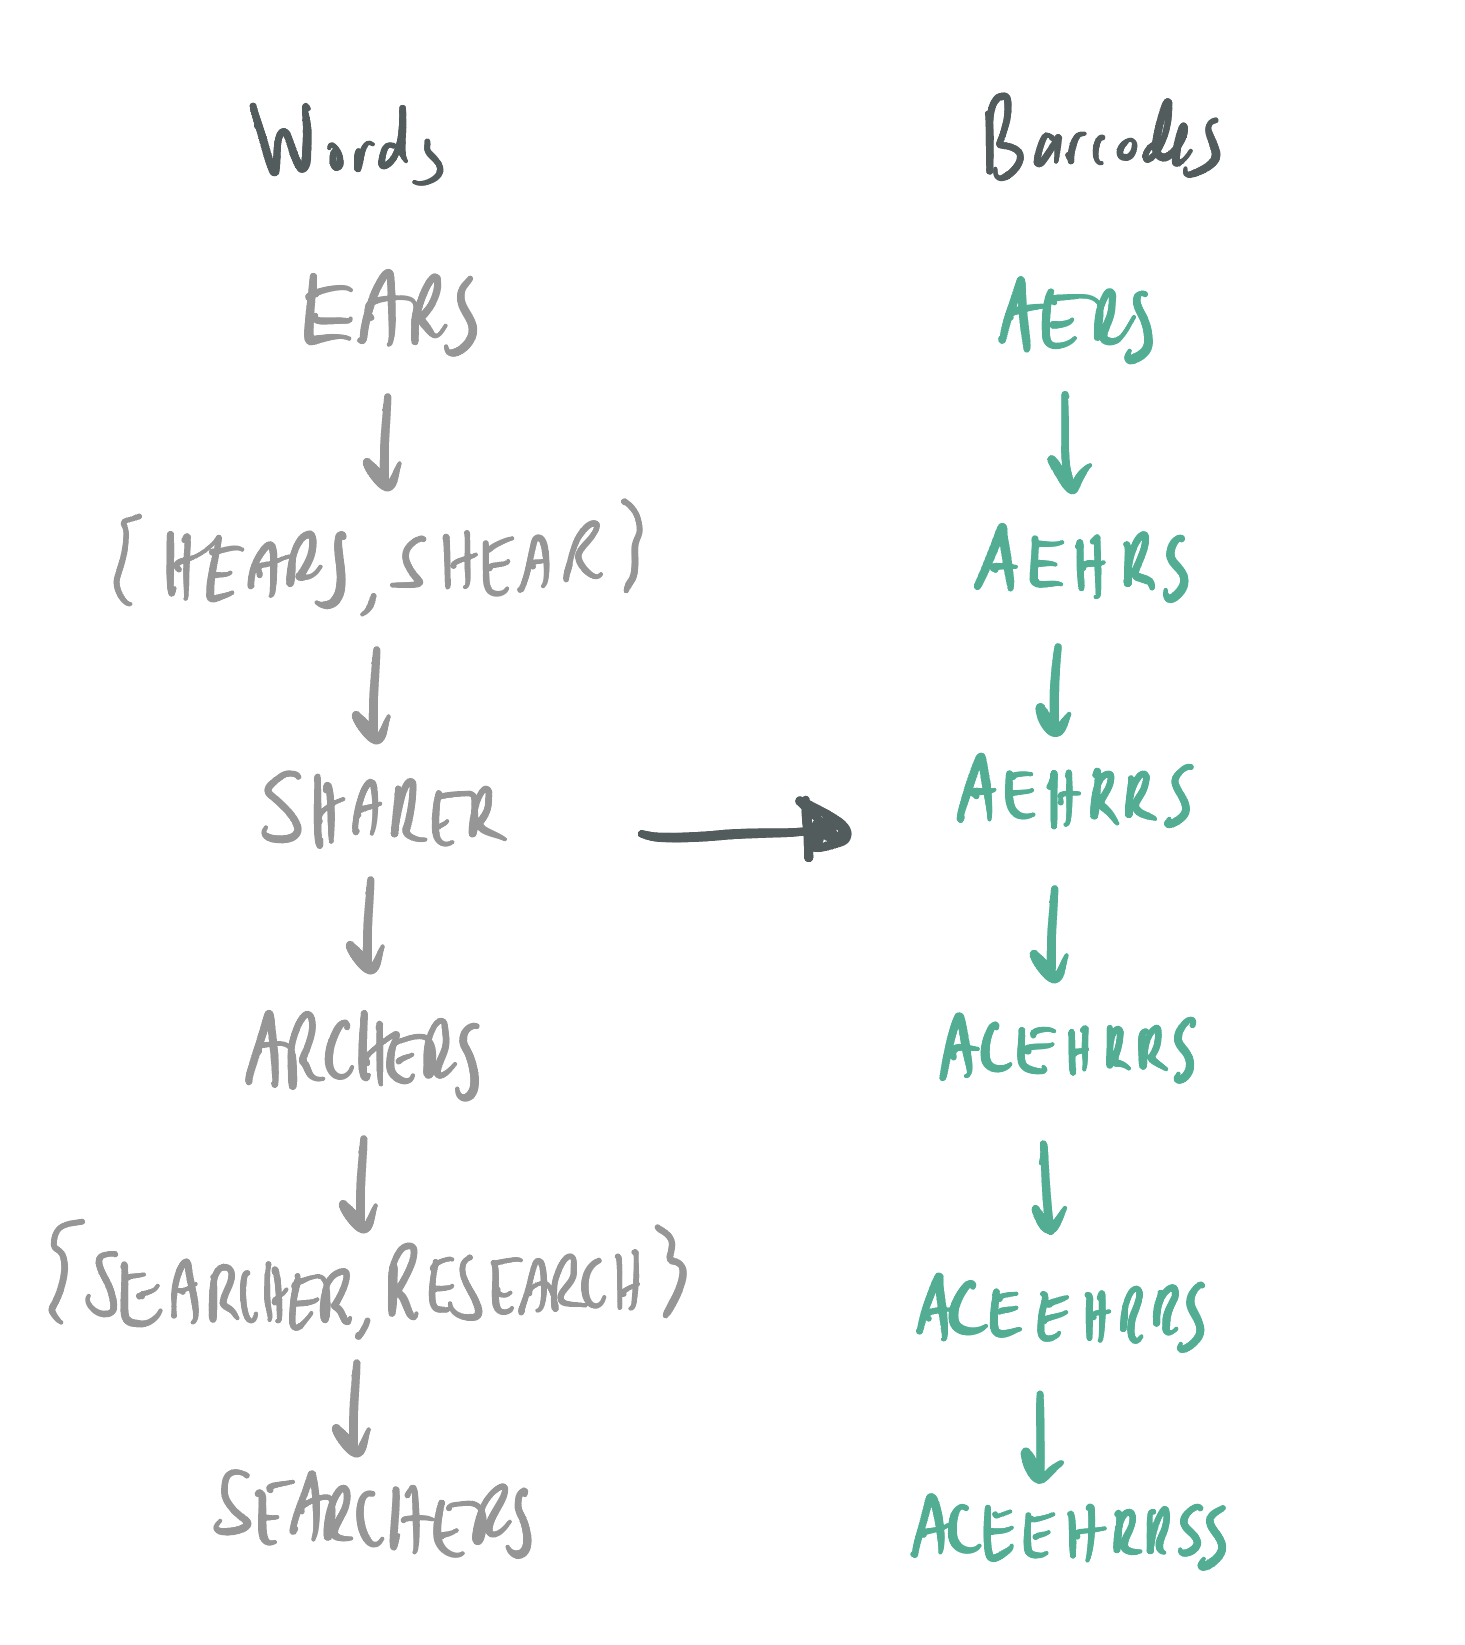 Words Barcodes
EARS AERS
{HEARS, SHEAR} AEHRS
SHARER AEHRRS
ARCHERS ACEHRRS
{SEARCHER, RESEARCH} ACEEHRRS
SEARCHERS ACEEHRRSS